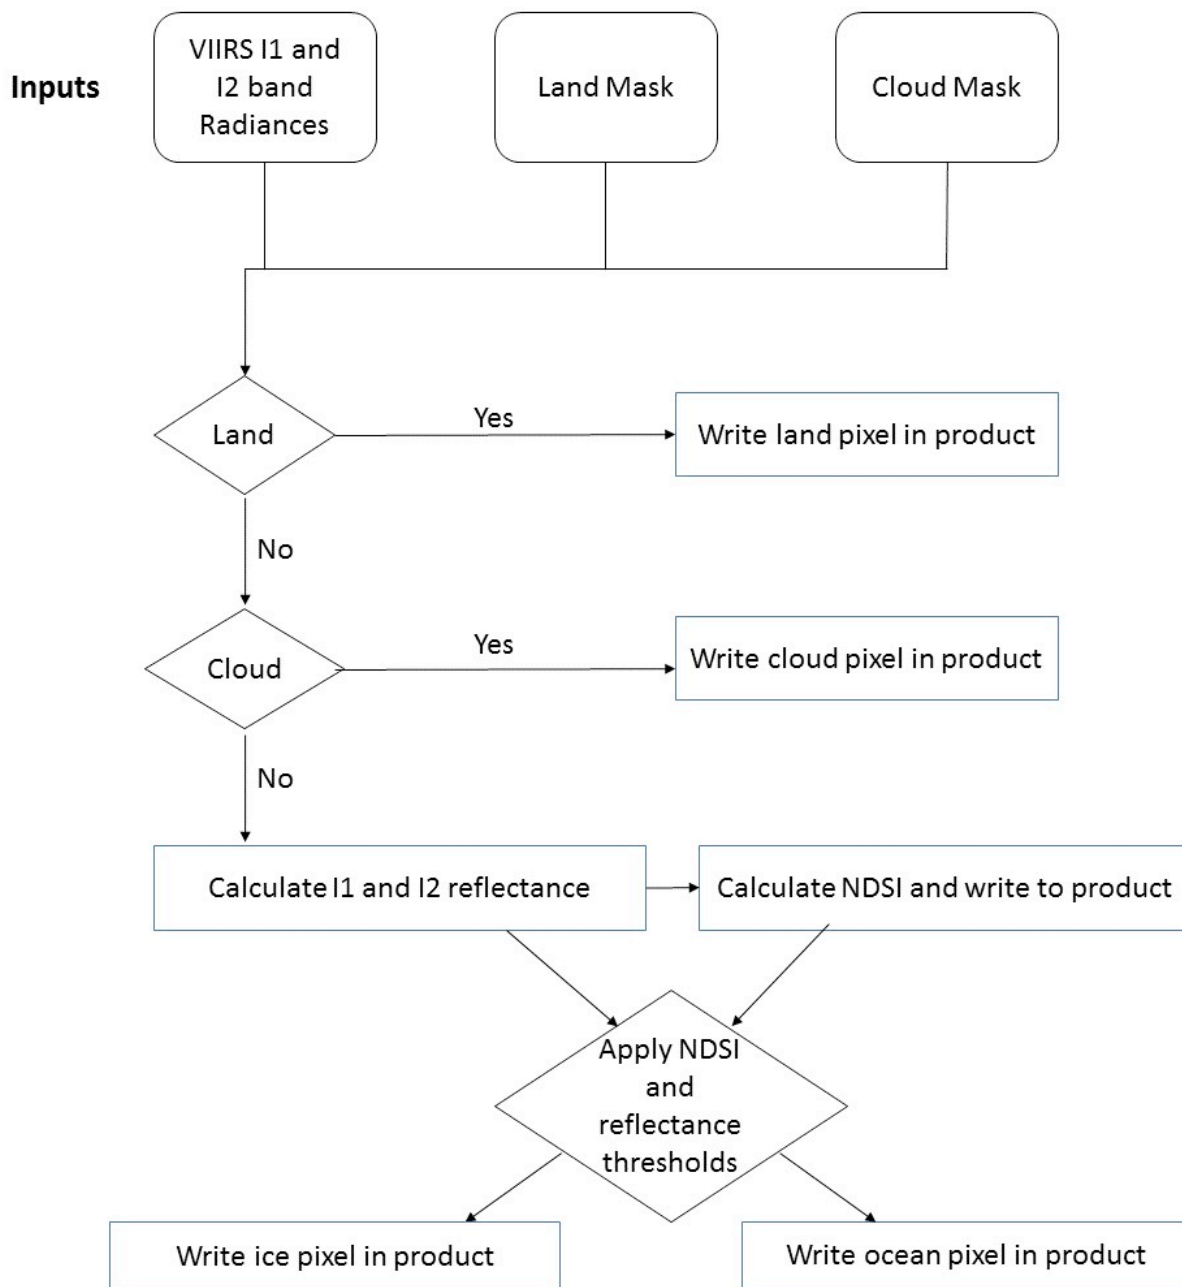 Inputs
VIIRS I1 and
I2 band
Radiances
Land Mask
Cloud Mask
Land
Yes
Write land pixel in product
No
Cloud
Yes
Write cloud pixel in product
No
Calculate I1 and I2 reflectance
Calculate NDSI and write to product
Apply NDSI
and
reflectance
thresholds
Write ice pixel in product
Write ocean pixel in product